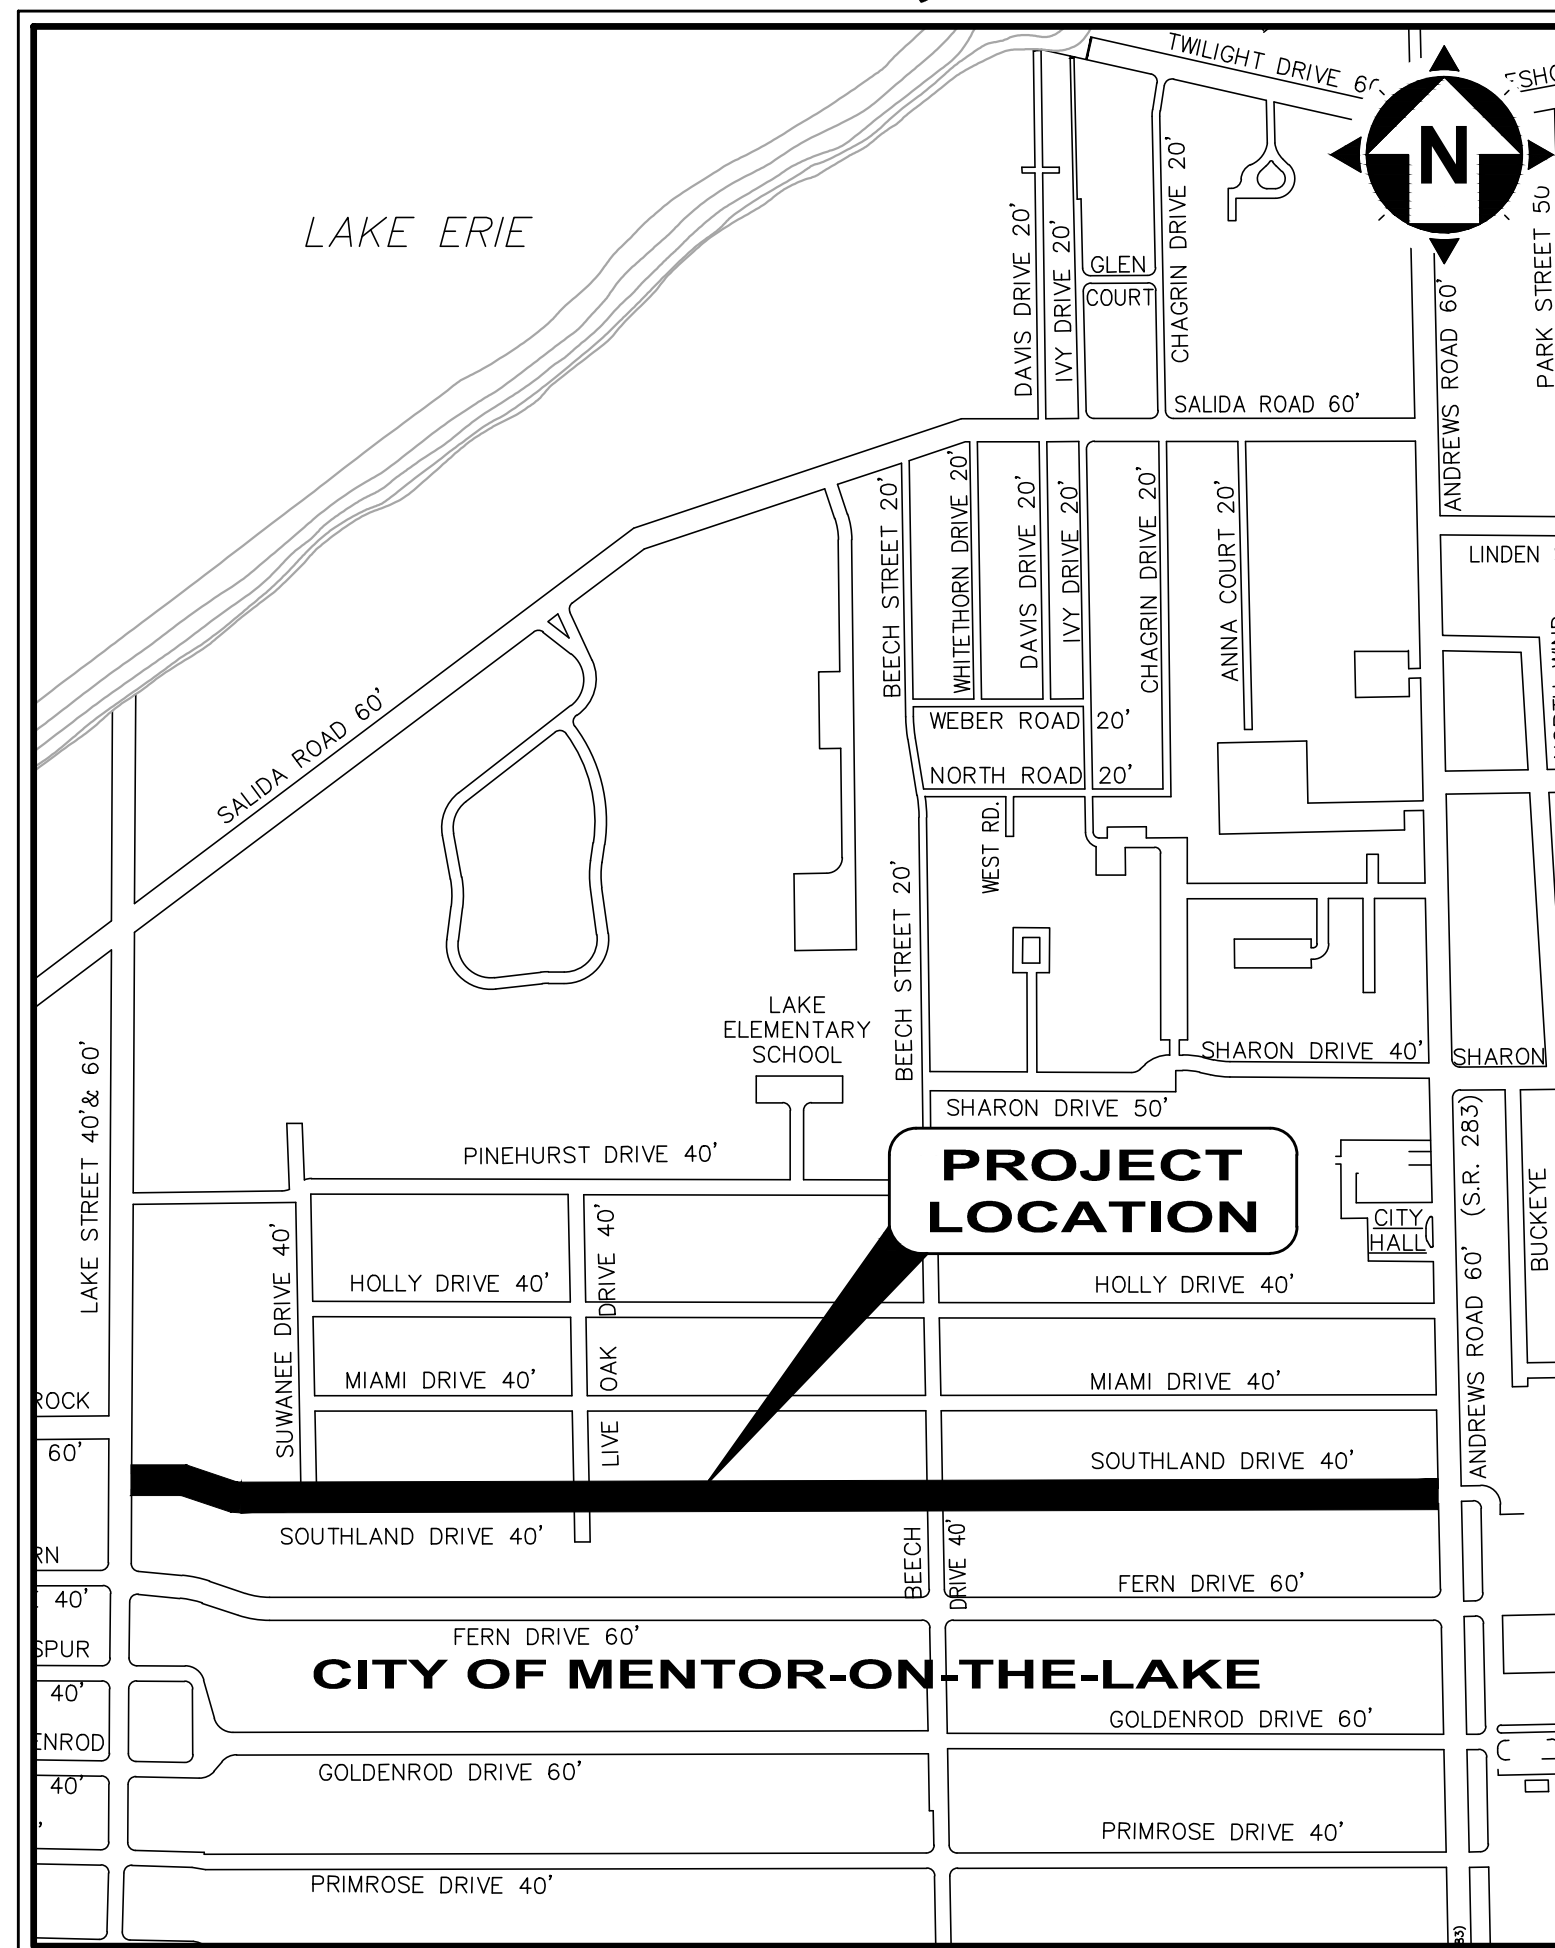 TWILIGHT DRIVE
N
LAKE ERIE
DAVIS DRIVE 20'
IVY DRIVE 20'
CHAGRIN DRIVE 20'
GLEN
COURT
ANDREWS ROAD 60'
PARK STREET 50
SALIDA ROAD 60'
LINDEN
BEECH STREET 20'
WHITETHORN DRIVE 20'
DAVIS DRIVE 20'
IVY DRIVE 20'
CHAGRIN DRIVE 20'
ANNA COURT 20'
SALIDA ROAD 60'
WEBER ROAD 20'
NORTH ROAD 20'
WEST RD.
BEECH STREET 20'
LAKE
ELEMENTARY
SCHOOL
LAKE STREET 40'& 60'
SHARON DRIVE 40'
SHARON
SHARON DRIVE 50'
PINEHURST DRIVE 40'
PROJECT
LOCATION
CITY
HALL
ANDREWS ROAD 60' (S.R. 283)
BUCKEYE
SUWANEE DRIVE 40'
HOLLY DRIVE 40'
LIVE OAK DRIVE 40'
HOLLY DRIVE 40'
MIAMI DRIVE 40'
MIAMI DRIVE 40'
ROCK
60'
SOUTHLAND DRIVE 40'
SOUTHLAND DRIVE 40'
BEECH
DRIVE 40'
RN
40'
FERN DRIVE 60'
SPUR
FERN DRIVE 60'
CITY OF MENTOR-ON-THE-LAKE
40'
GOLDENROD DRIVE 60'
ENROD
GOLDENROD DRIVE 60'
40'
PRIMROSE DRIVE 40'
PRIMROSE DRIVE 40'
83)